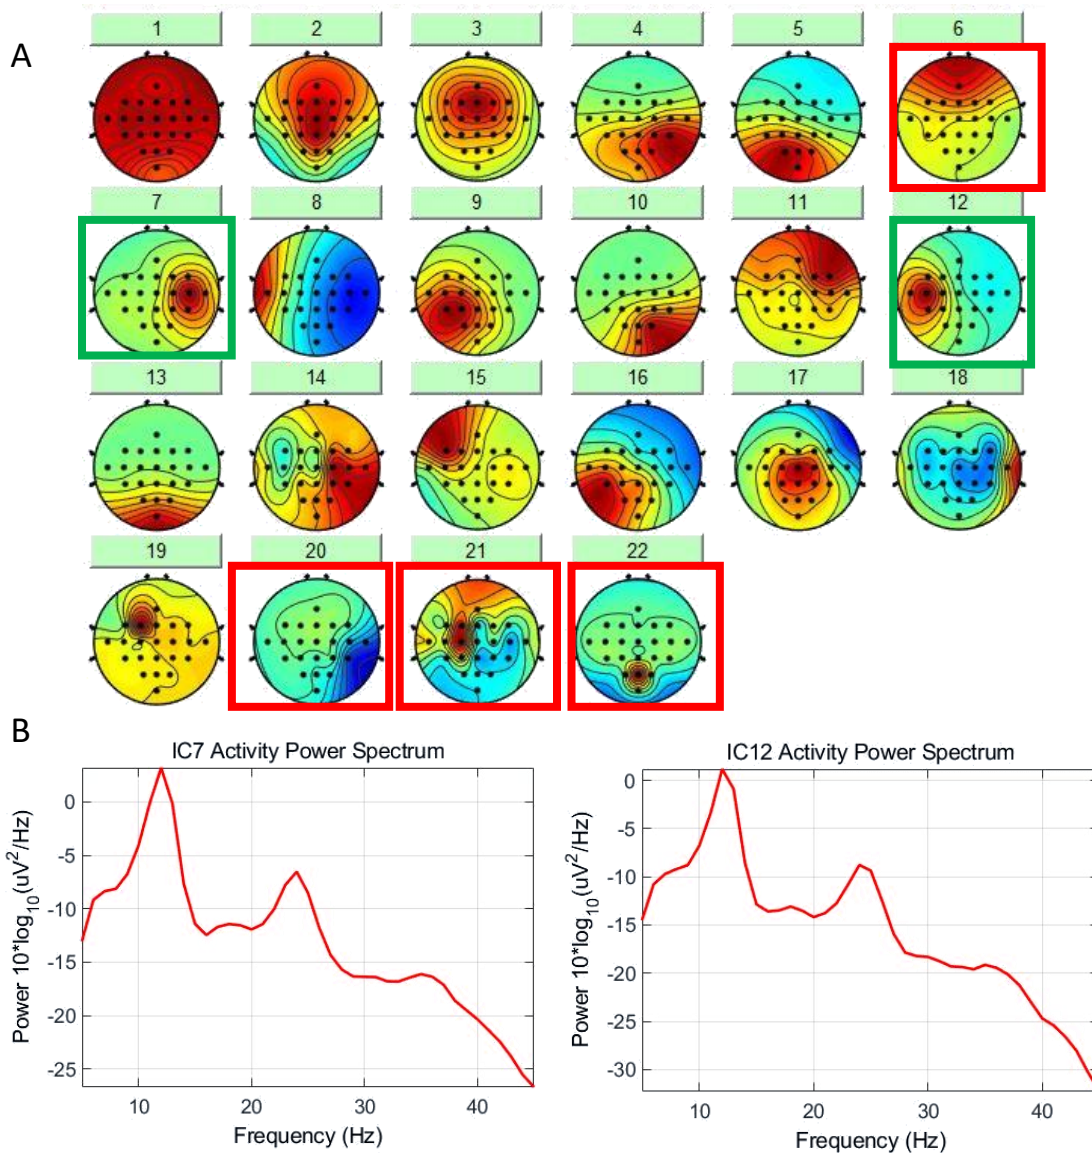 A
1 2 3 4 5 6
7 8 9 10 11 12
13 14 15 16 17 18
19 20 21 22
B
IC7 Activity Power Spectrum
Power 10*log10(uV2/Hz)
0
-5
-10
-15
-20
-25
10 20 30 40
Frequency (Hz)
IC12 Activity Power Spectrum
Power 10*log10(uV2/Hz)
0
-5
-10
-15
-20
-25
-30
10 20 30 40
Frequency (Hz)